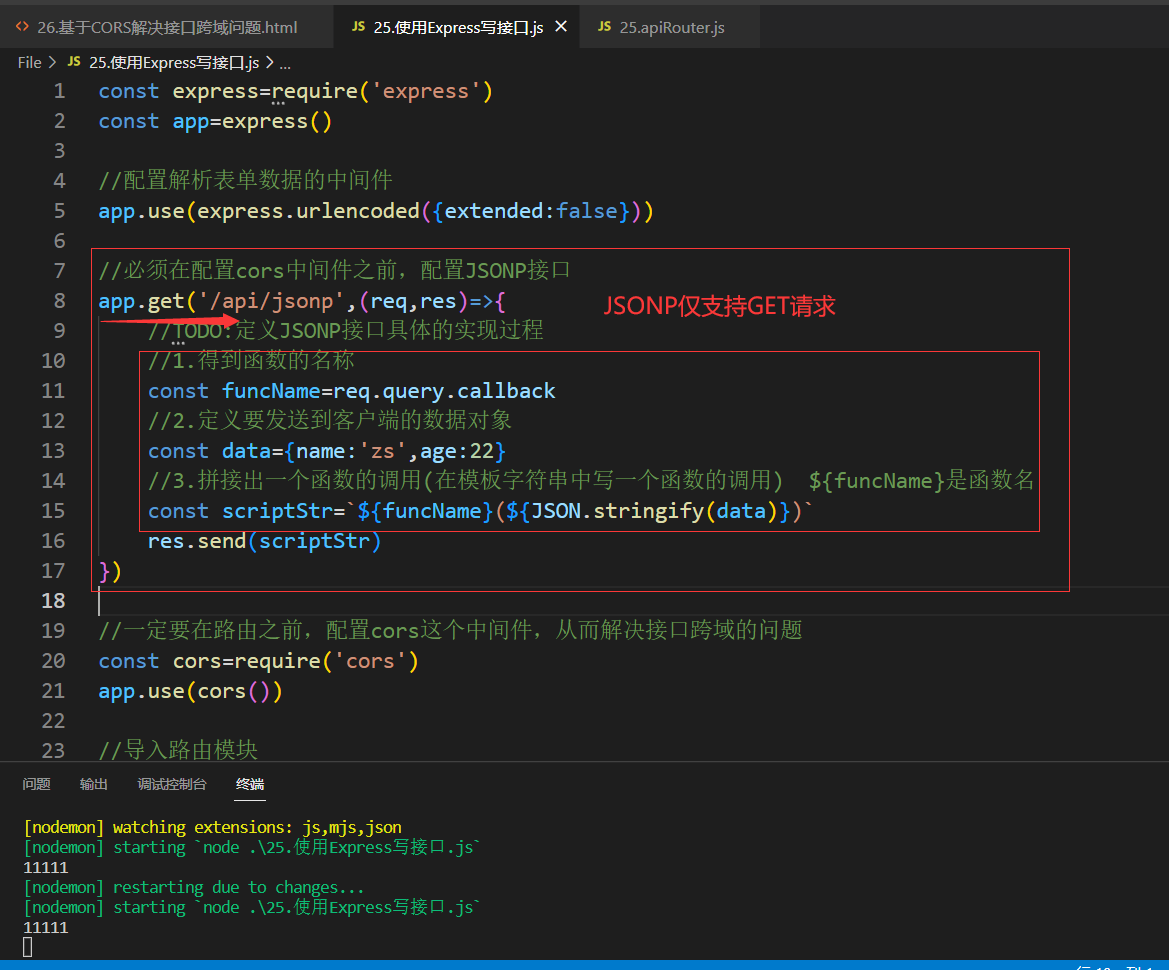 <> 26.基于CORS解决接口跨域问题.html JS 25.使用Express写接口.js × JS 25.apiRouter.js
File > JS 25.使用Express写接口.js > ...
1 const express=require('express')
2 const app=express()
3
4 //配置解析表单数据的中间件
5 app.use(express.urlencoded({extended:false}))
6
7 //必须在配置cors中间件之前，配置JSONP接口
8 app.get('/api/jsonp',(req,res)=>{ JSONP仅支持GET请求
9 //TODO:定义JSONP接口具体的实现过程
10 //1.得到函数的名称
11 const funcName=req.query.callback
12 //2.定义要发送到客户端的数据对象
13 const data={name:'zs',age:22}
14 //3.拼接出一个函数的调用(在模板字符串中写一个函数的调用) ${funcName}是函数名
15 const scriptStr=`${funcName}(${JSON.stringify(data)})`
16 res.send(scriptStr)
17 })
18
19 //一定要在路由之前，配置cors这个中间件，从而解决接口跨域的问题
20 const cors=require('cors')
21 app.use(cors())
22
23 //导入路由模块
问题 输出 调试控制台 终端
[nodemon] watching extensions: js,mjs,json
[nodemon] starting `node .\25.使用Express写接口.js`
11111
[nodemon] restarting due to changes...
[nodemon] starting `node .\25.使用Express写接口.js`
11111